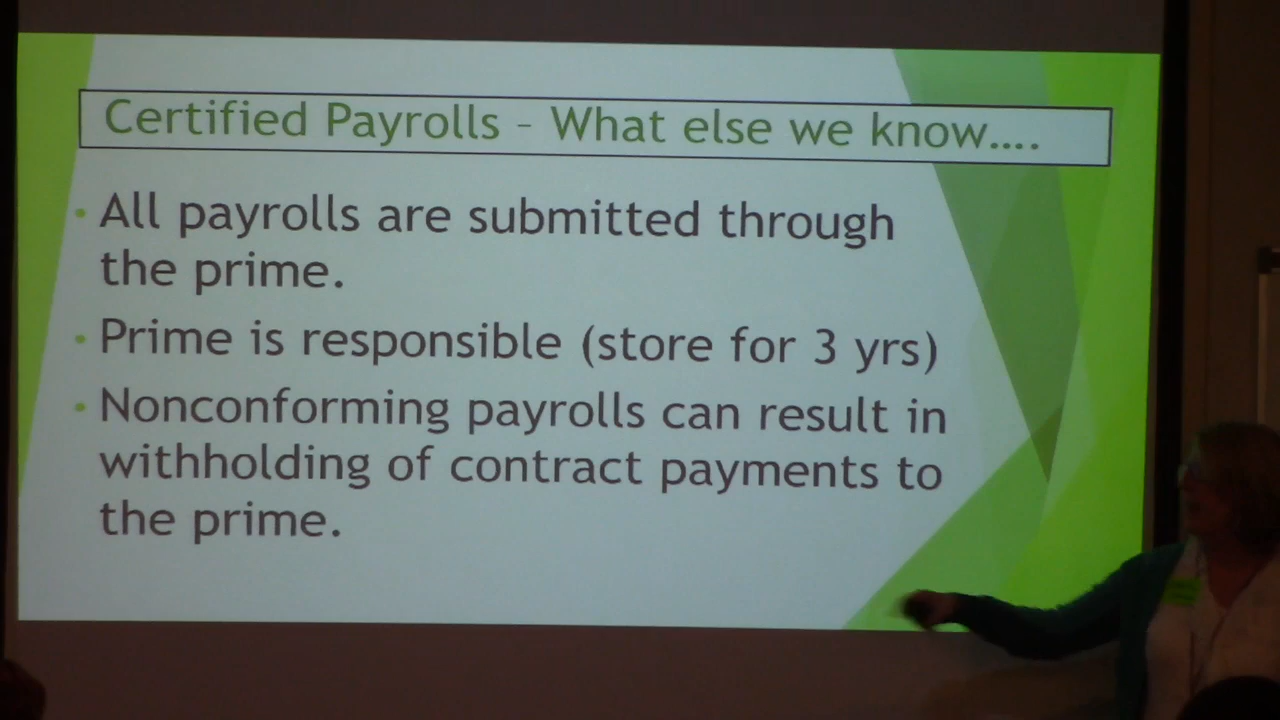 Certified Payrolls – What else we know….
• All payrolls are submitted through
the prime.
• Prime is responsible (store for 3 yrs)
• Nonconforming payrolls can result in
withholding of contract payments to
the prime.